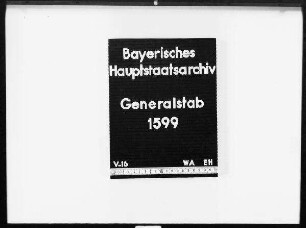 Bayerisches
Hauptstaatsarchiv
Generalstab
1599
V.16 WA EH